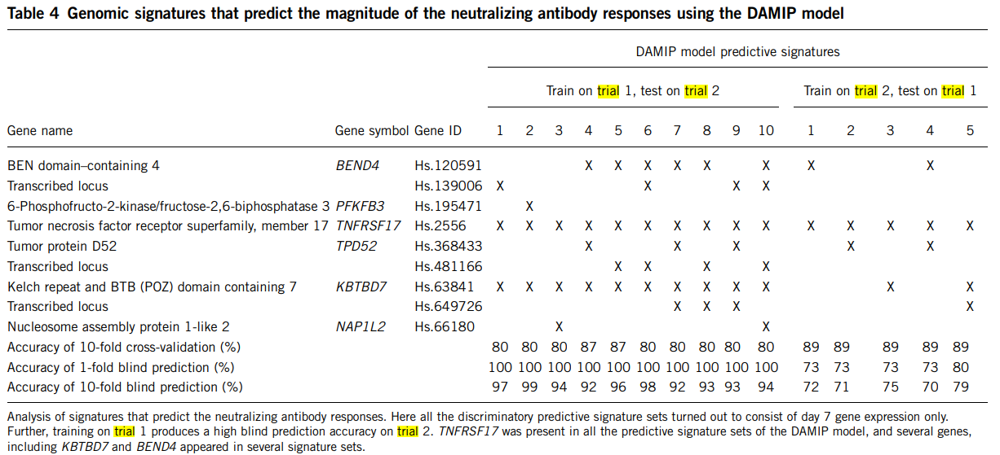 Table 4 Genomic signatures that predict the magnitude of the neutralizing antibody responses using the DAMIP model
DAMIP model predictive signatures
Train on trial 1, test on trial 2 Train on trial 2, test on trial 1
Gene name Gene symbol Gene ID 1 2 3 4 5 6 7 8 9 10 1 2 3 4 5
BEN domain–containing 4 BEND4 Hs.120591 X X X X X X X X
Transcribed locus Hs.139006 X X X X
6-Phosphofructo-2-kinase/fructose-2,6-biphosphatase 3 PFKFB3 Hs.195471 X
Tumor necrosis factor receptor superfamily, member 17 TNFRSF17 Hs.2556 X X X X X X X X X X X X X X X
Tumor protein D52 TPD52 Hs.368433 X X X X X
Transcribed locus Hs.481166 X X X X
Kelch repeat and BTB (POZ) domain containing 7 KBTBD7 Hs.63841 X X X X X X X X X X X X
Transcribed locus Hs.649726 X X X X
Nucleosome assembly protein 1-like 2 NAP1L2 Hs.66180 X X
Accuracy of 10-fold cross-validation (%) 80 80 80 87 87 80 80 80 80 80 89 89 89 89 89
Accuracy of 1-fold blind prediction (%) 100 100 100 100 100 100 100 100 100 100 73 73 73 73 80
Accuracy of 10-fold blind prediction (%) 97 99 94 92 96 98 92 93 93 94 72 71 75 70 79
Analysis of signatures that predict the neutralizing antibody responses. Here all the discriminatory predictive signature sets turned out to consist of day 7 gene expression only.
Further, training on trial 1 produces a high blind prediction accuracy on trial 2. TNFRSF17 was present in all the predictive signature sets of the DAMIP model, and several genes,
including KBTBD7 and BEND4 appeared in several signature sets.